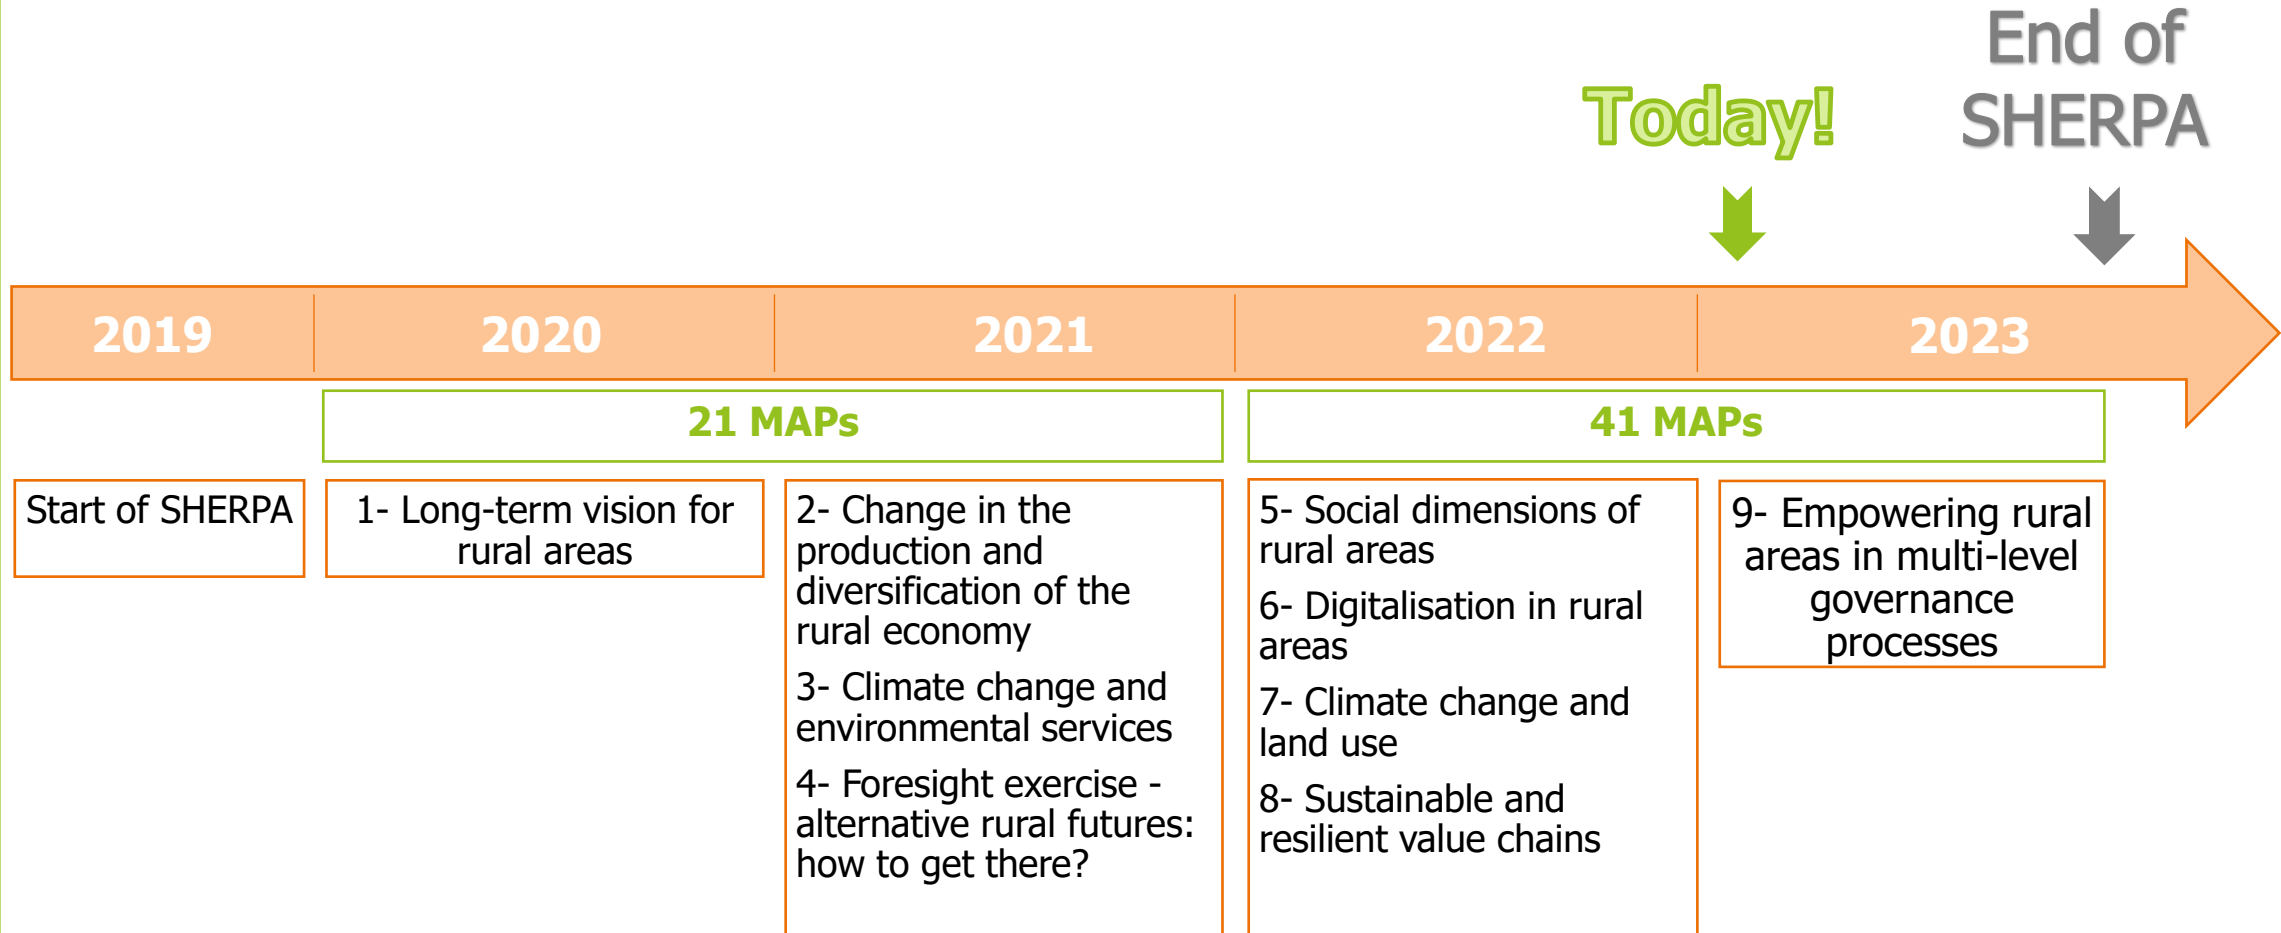 End of
SHERPA
Today!
2019
2020
2021
2022
2023
21 MAPs
41 MAPs
Start of SHERPA
1- Long-term vision for
rural areas
2- Change in the
production and
diversification of the
rural economy
3- Climate change and
environmental services
4- Foresight exercise -
alternative rural futures:
how to get there?
5- Social dimensions of
rural areas
6- Digitalisation in rural
areas
7- Climate change and
land use
8- Sustainable and
resilient value chains
9- Empowering rural
areas in multi-level
governance
processes